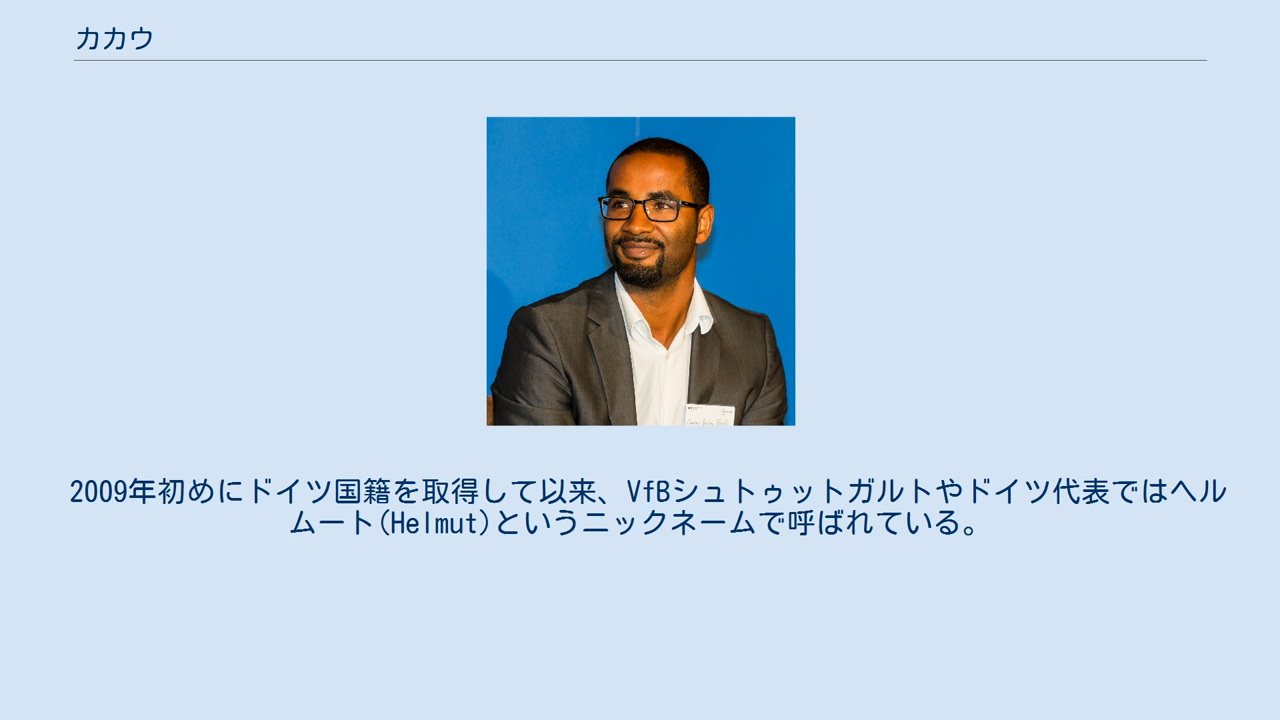 カカウ
2009年初めにドイツ国籍を取得して以来、VfBシュトゥットガルトやドイツ代表ではヘル
ムート(Helmut)というニックネームで呼ばれている。